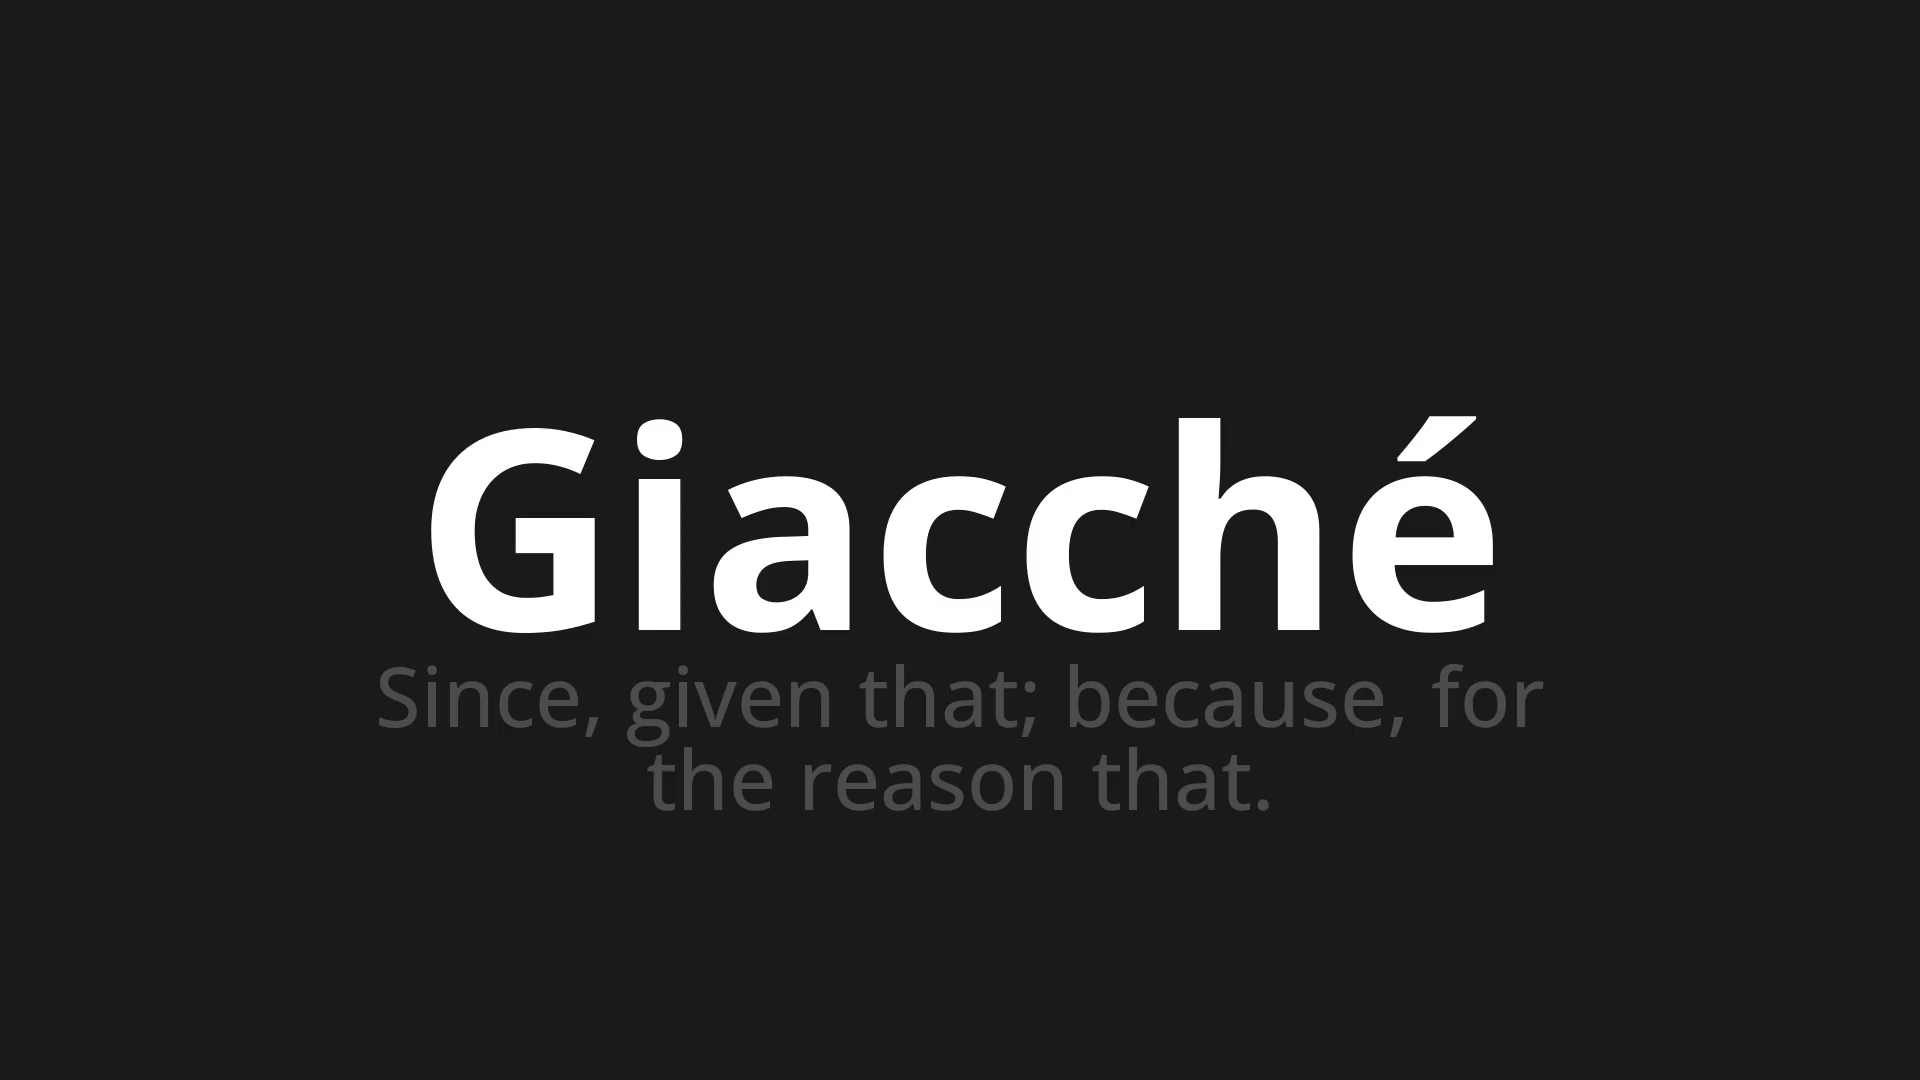 Giacché
Since, given that; because, for
the reason that.